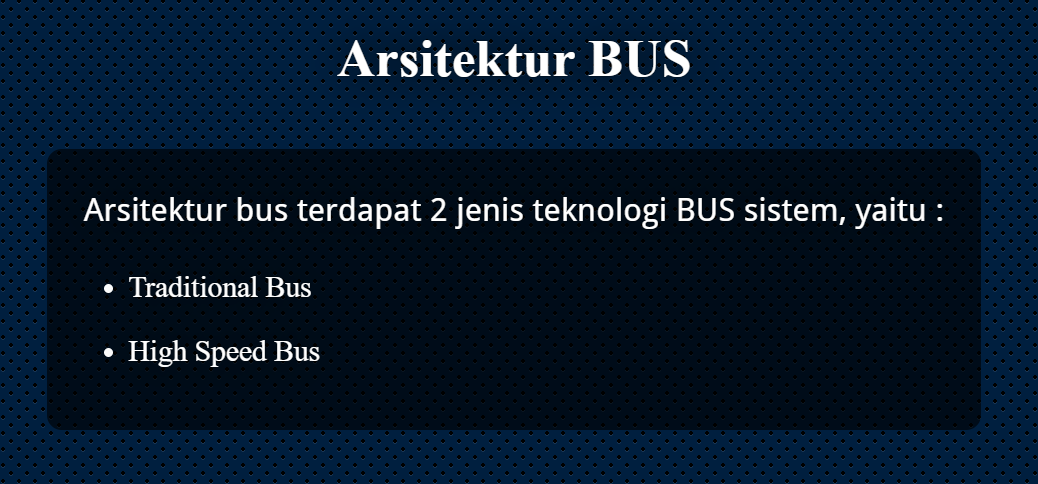 Arsitektur BUS
Arsitektur bus terdapat 2 jenis teknologi BUS sistem, yaitu :
• Traditional Bus
• High Speed Bus